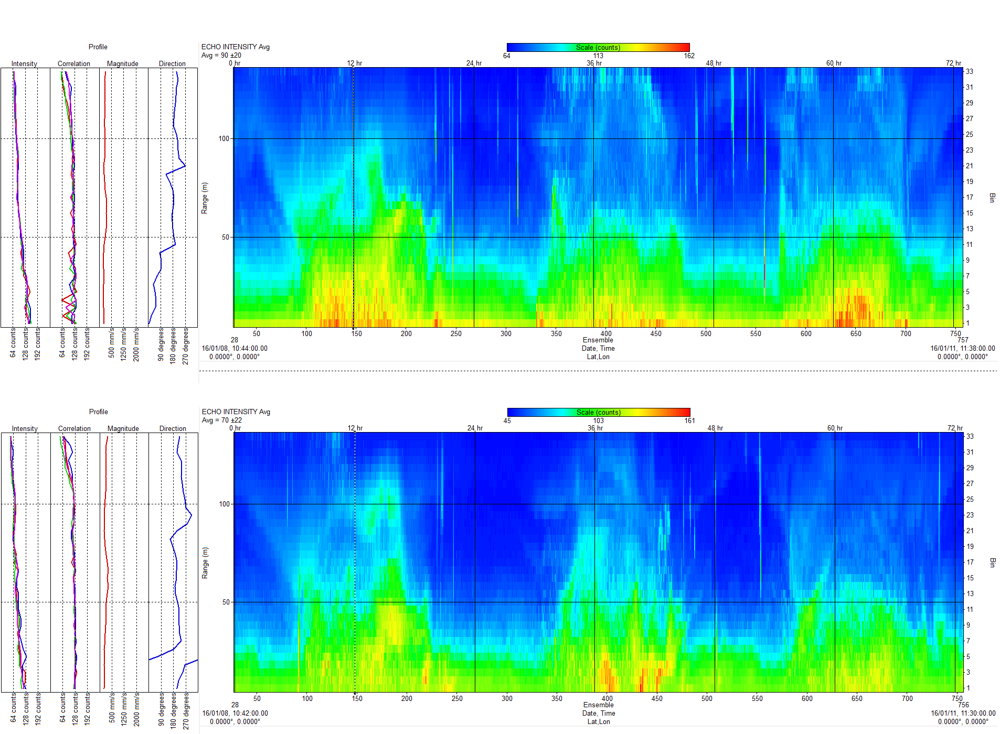 Profile
Intensity Correlation Magnitude Direction
64 counts 128 counts 192 counts 64 counts 128 counts 192 counts 500 mm/s 1250 mm/s 2000 mm/s 90 degrees 180 degrees 270 degrees
ECHO INTENSITY Avg
Avg = 90 ±20
Scale (counts)
64 113 162
0 hr 12 hr 24 hr 36 hr 48 hr 60 hr 72 hr
Range (m)
100
50
33
31
29
27
25
23
21
19
17
15
13
11
9
7
5
3
1
Bin
50 100 150 200 250 300 350 400 450 500 550 600 650 700 750
28 Ensemble 757
16/01/08, 10:44:00.00 Date, Time 16/01/11, 11:38:00.00
0.0000°, 0.0000° Lat,Lon 0.0000°, 0.0000°
Profile
Intensity Correlation Magnitude Direction
64 counts 128 counts 192 counts 64 counts 128 counts 192 counts 500 mm/s 1250 mm/s 2000 mm/s 90 degrees 180 degrees 270 degrees
ECHO INTENSITY Avg
Avg = 70 ±22
Scale (counts)
45 103 161
0 hr 12 hr 24 hr 36 hr 48 hr 60 hr 72 hr
Range (m)
100
50
33
31
29
27
25
23
21
19
17
15
13
11
9
7
5
3
1
Bin
50 100 150 200 250 300 350 400 450 500 550 600 650 700 750
28 Ensemble 756
16/01/08, 10:42:00.00 Date, Time 16/01/11, 11:30:00.00
0.0000°, 0.0000° Lat,Lon 0.0000°, 0.0000°